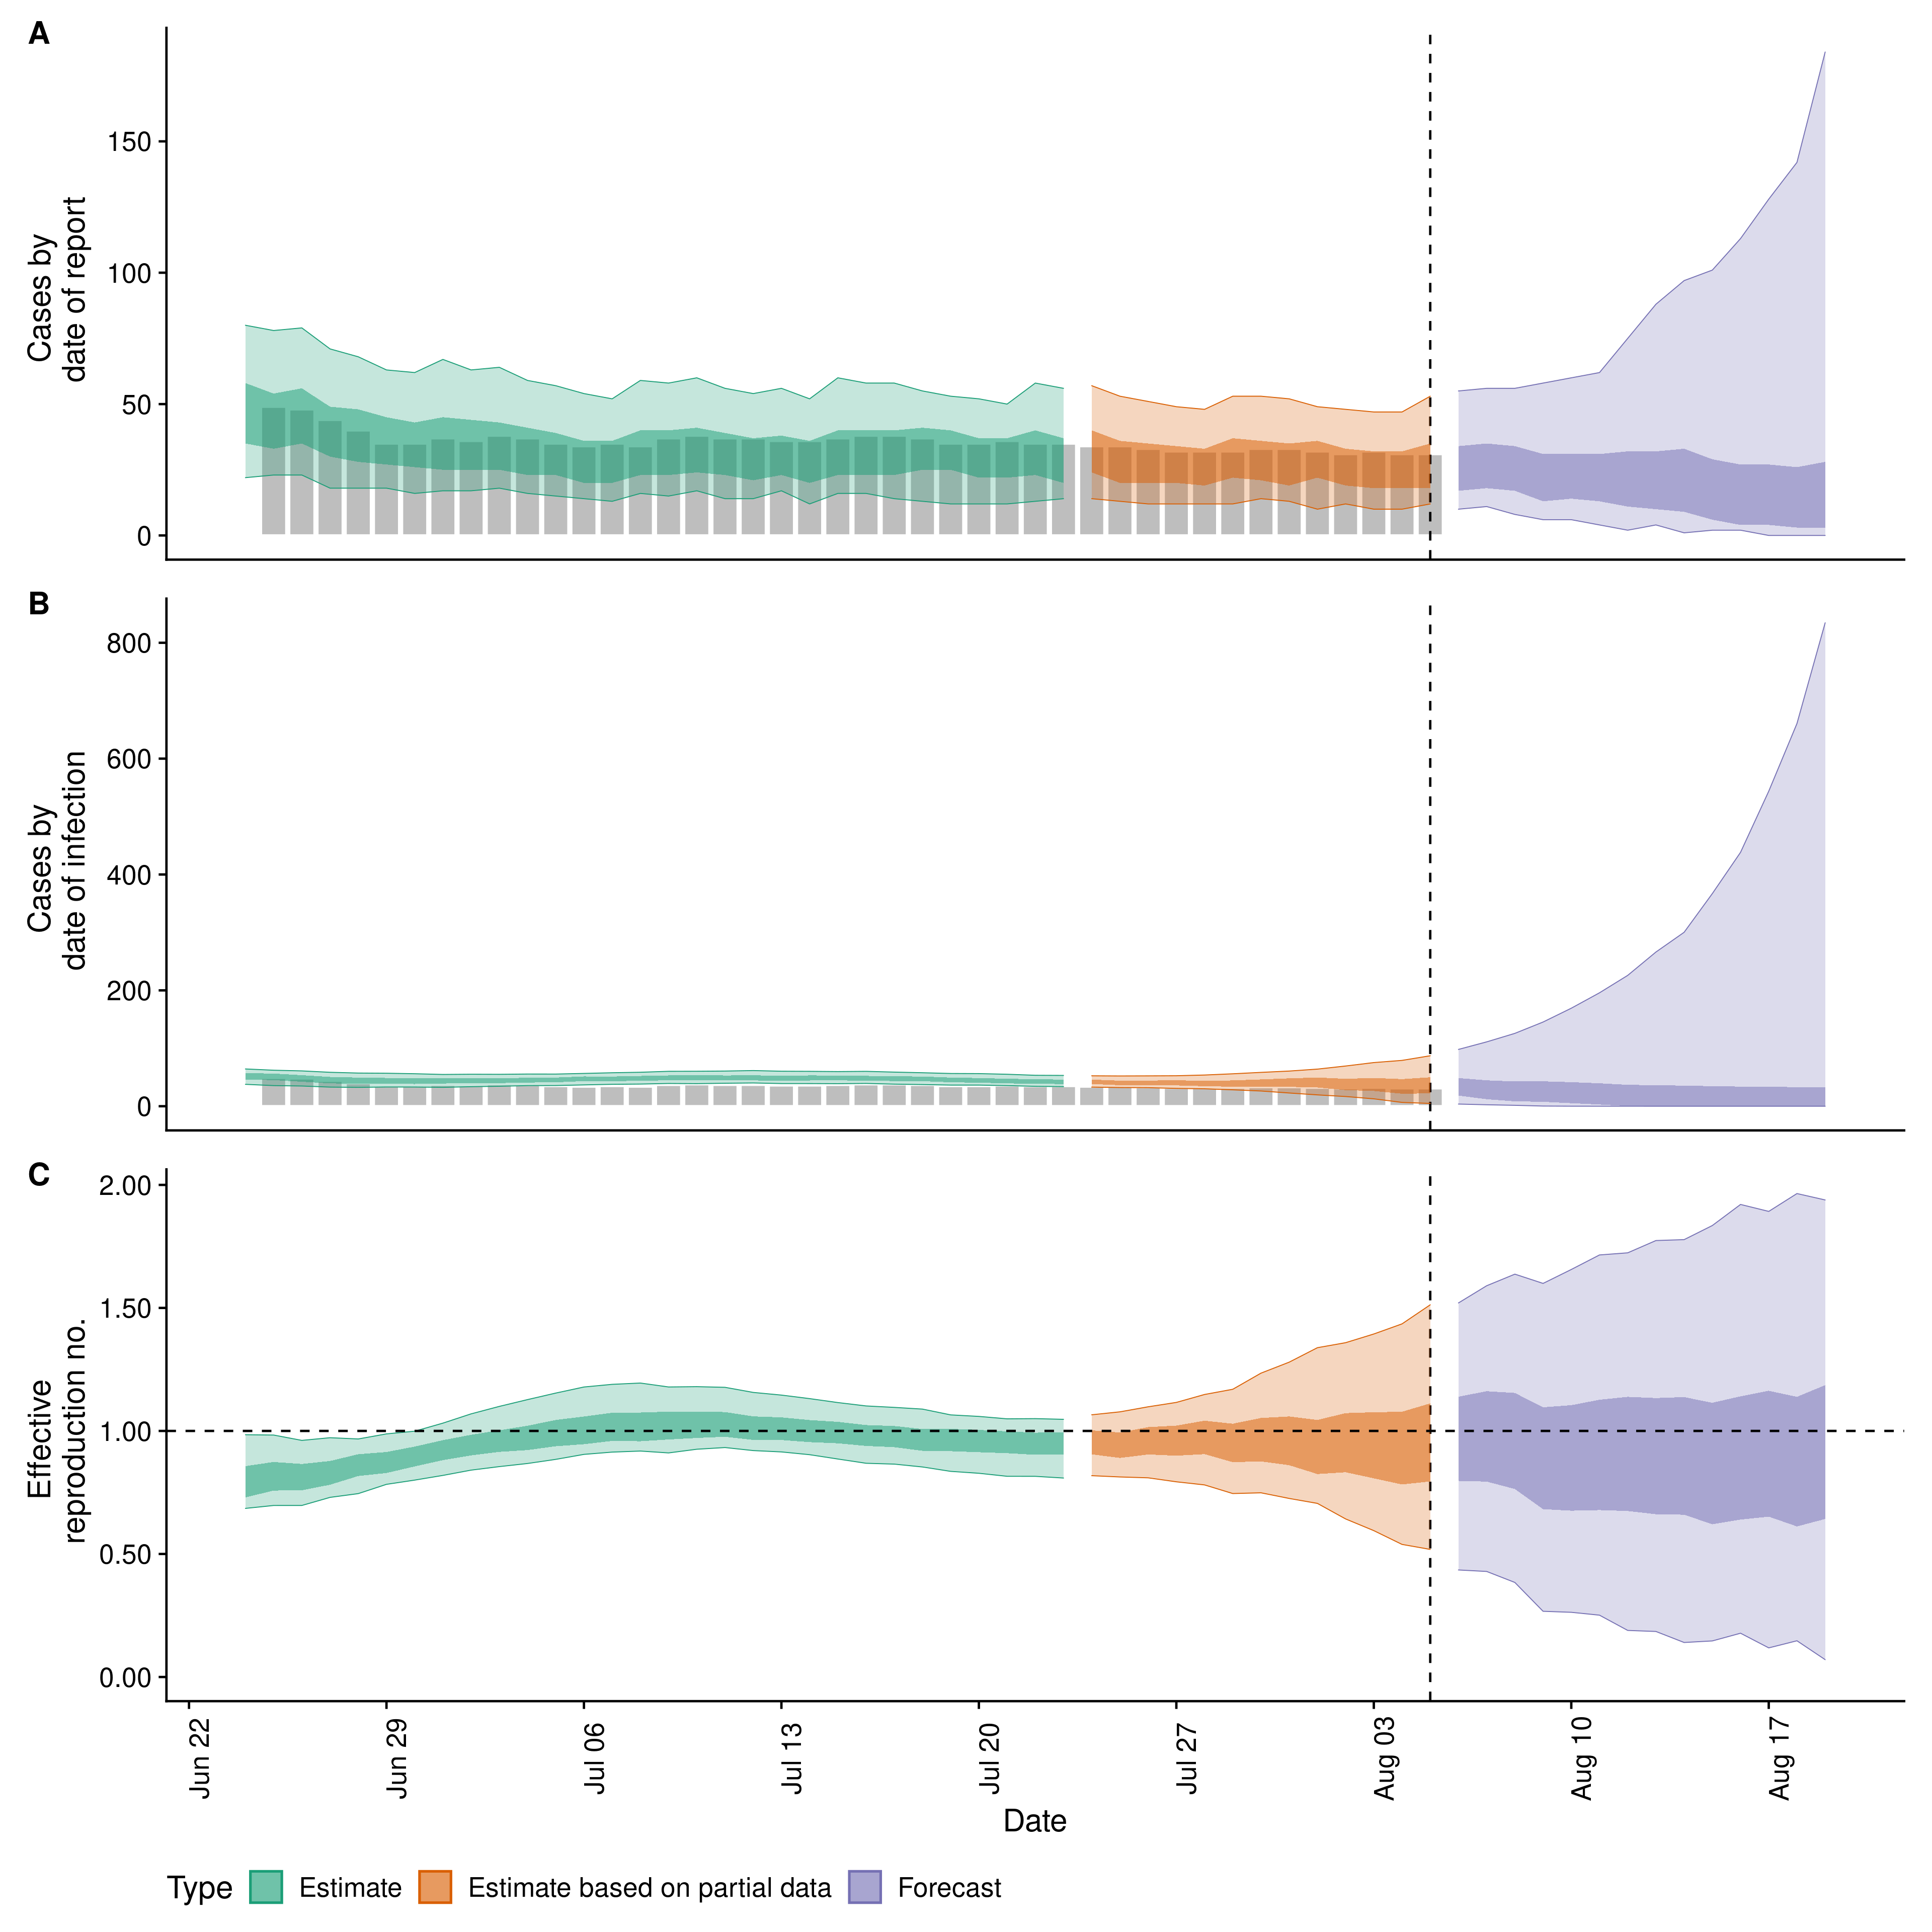 A
150
100
50
0
Cases by
date of report
B
800
600
400
200
0
Cases by
date of infection
C
2.00
1.50
1.00
0.50
0.00
Effective
reproduction no.
Jun 22
Jun 29
Jul 06
Jul 13
Jul 20
Jul 27
Aug 03
Aug 10
Aug 17
Date
Type Estimate Estimate based on partial data Forecast